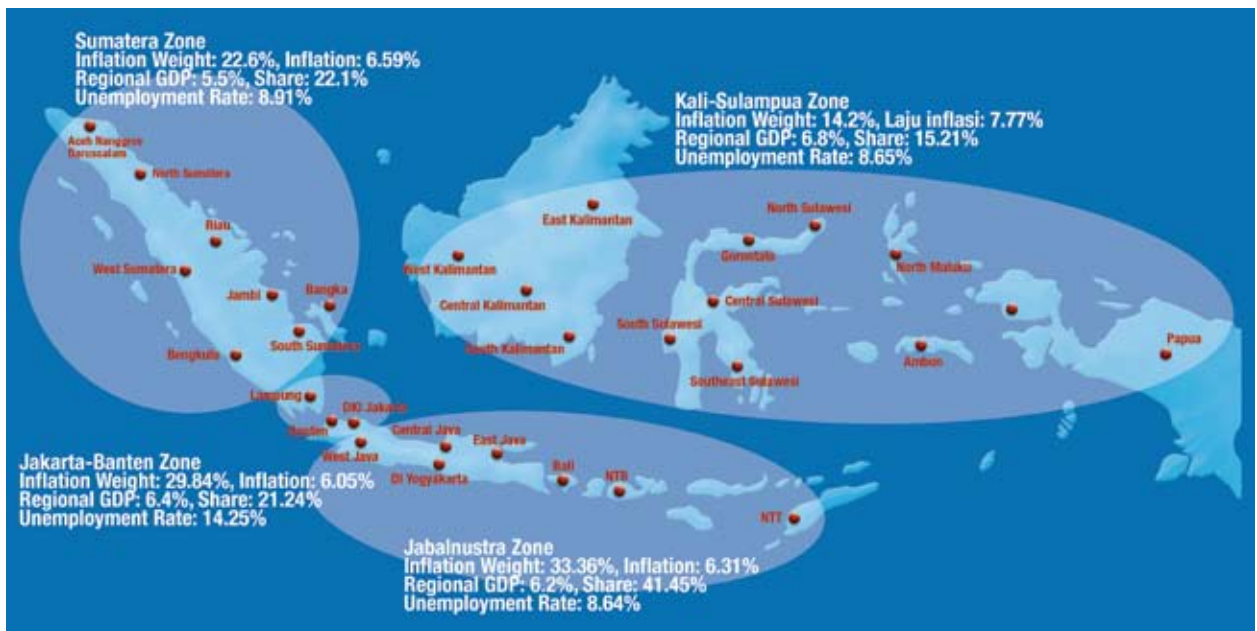 Sumatera Zone
Inflation Weight: 22.6%, Inflation: 6.59%
Regional GDP: 5.5%, Share: 22.1%
Unemployment Rate: 8.91%
Kali-Sulampua Zone
Inflation Weight: 14.2%, Laju inflasi: 7.77%
Regional GDP: 6.8%, Share: 15.21%
Unemployment Rate: 8.65%
Aceh Nanggroe
Darussalam
North Sumatera
Riau
West Sumatera
Jambi
Bangka
South Sumatera
Bengkulu
Lampung
East Kalimantan
West Kalimantan
Central Kalimantan
South Kalimantan
North Sulawesi
Gorontalo
Central Sulawesi
South Sulawesi
Southeast Sulawesi
North Maluku
Ambon
Papua
DKI Jakarta
Banten
West Java
Central Java
East Java
DI Yogyakarta
Bali
NTB
NTT
Jakarta-Banten Zone
Inflation Weight: 29.84%, Inflation: 6.05%
Regional GDP: 6.4%, Share: 21.24%
Unemployment Rate: 14.25%
Jabalnustra Zone
Inflation Weight: 33.36%, Inflation: 6.31%
Regional GDP: 6.2%, Share: 41.45%
Unemployment Rate: 8.64%